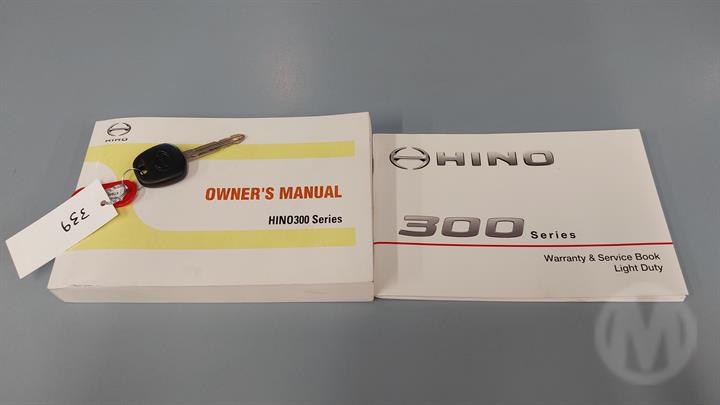 HINO
OWNER'S MANUAL
HINO300 Series
339
HINO
300 Series
Warranty & Service Book
Light Duty
M